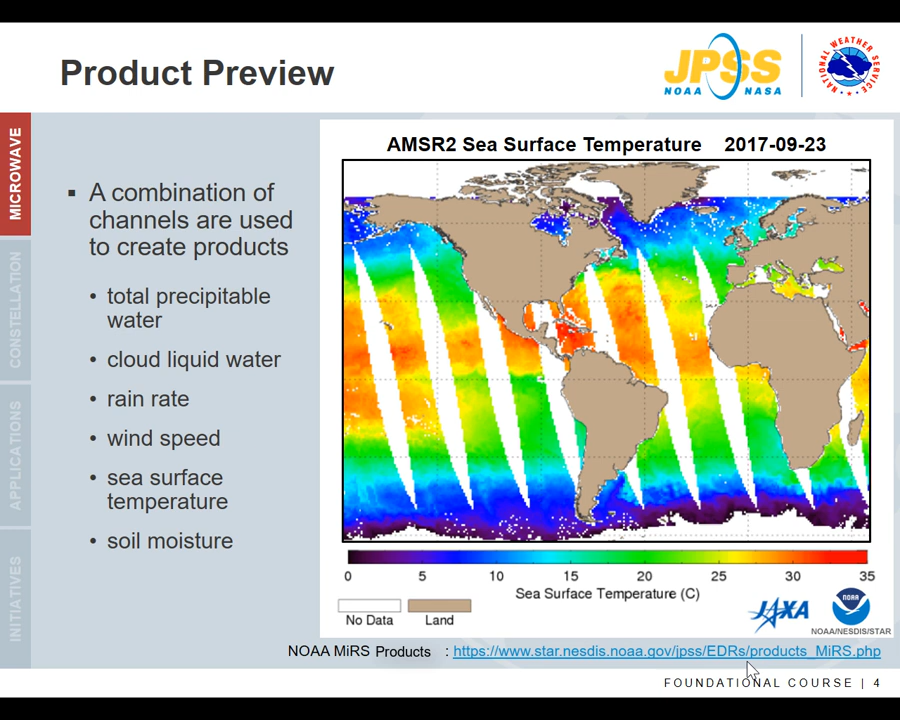 Product Preview
JPSS
NOAA NASA
NATIONAL WEATHER SERVICE
MICROWAVE
CONSTELLATION
APPLICATIONS
INITIATIVES
▪ A combination of
channels are used
to create products
• total precipitable
water
• cloud liquid water
• rain rate
• wind speed
• sea surface
temperature
• soil moisture
AMSR2 Sea Surface Temperature 2017-09-23
0 5 10 15 20 25 30 35
Sea Surface Temperature (C)
No Data Land
JAXA
NOAA
NOAA/NESDIS/STAR
NOAA MiRS Products : https://www.star.nesdis.noaa.gov/jpss/EDRs/products_MiRS.php
FOUNDATIONAL COURSE | 4